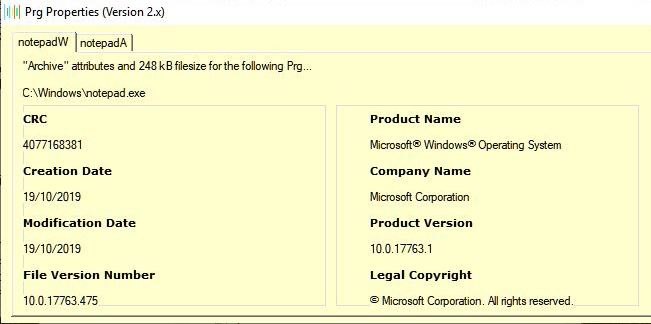 Prg Properties (Version 2.x)
notepadW notepadA
"Archive" attributes and 248 kB filesize for the following Prg...
C:\Windows\notepad.exe
CRC
4077168381
Creation Date
19/10/2019
Modification Date
19/10/2019
File Version Number
10.0.17763.475
Product Name
Microsoft® Windows® Operating System
Company Name
Microsoft Corporation
Product Version
10.0.17763.1
Legal Copyright
© Microsoft Corporation. All rights reserved.